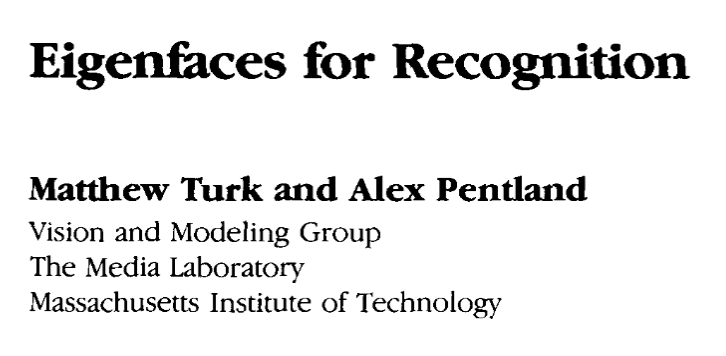 Eigenfaces for Recognition
Matthew Turk and Alex Pentland
Vision and Modeling Group
The Media Laboratory
Massachusetts Institute of Technology